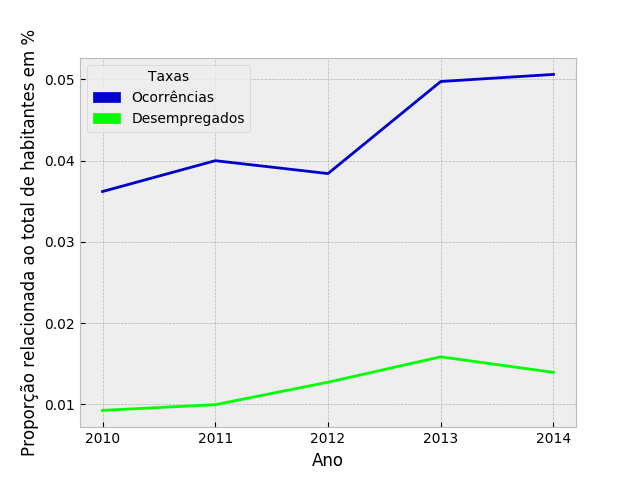 Proporção relacionada ao total de habitantes em %
0.05
0.04
0.03
0.02
0.01
Taxas
Ocorrências
Desempregados
2010 2011 2012 2013 2014
Ano